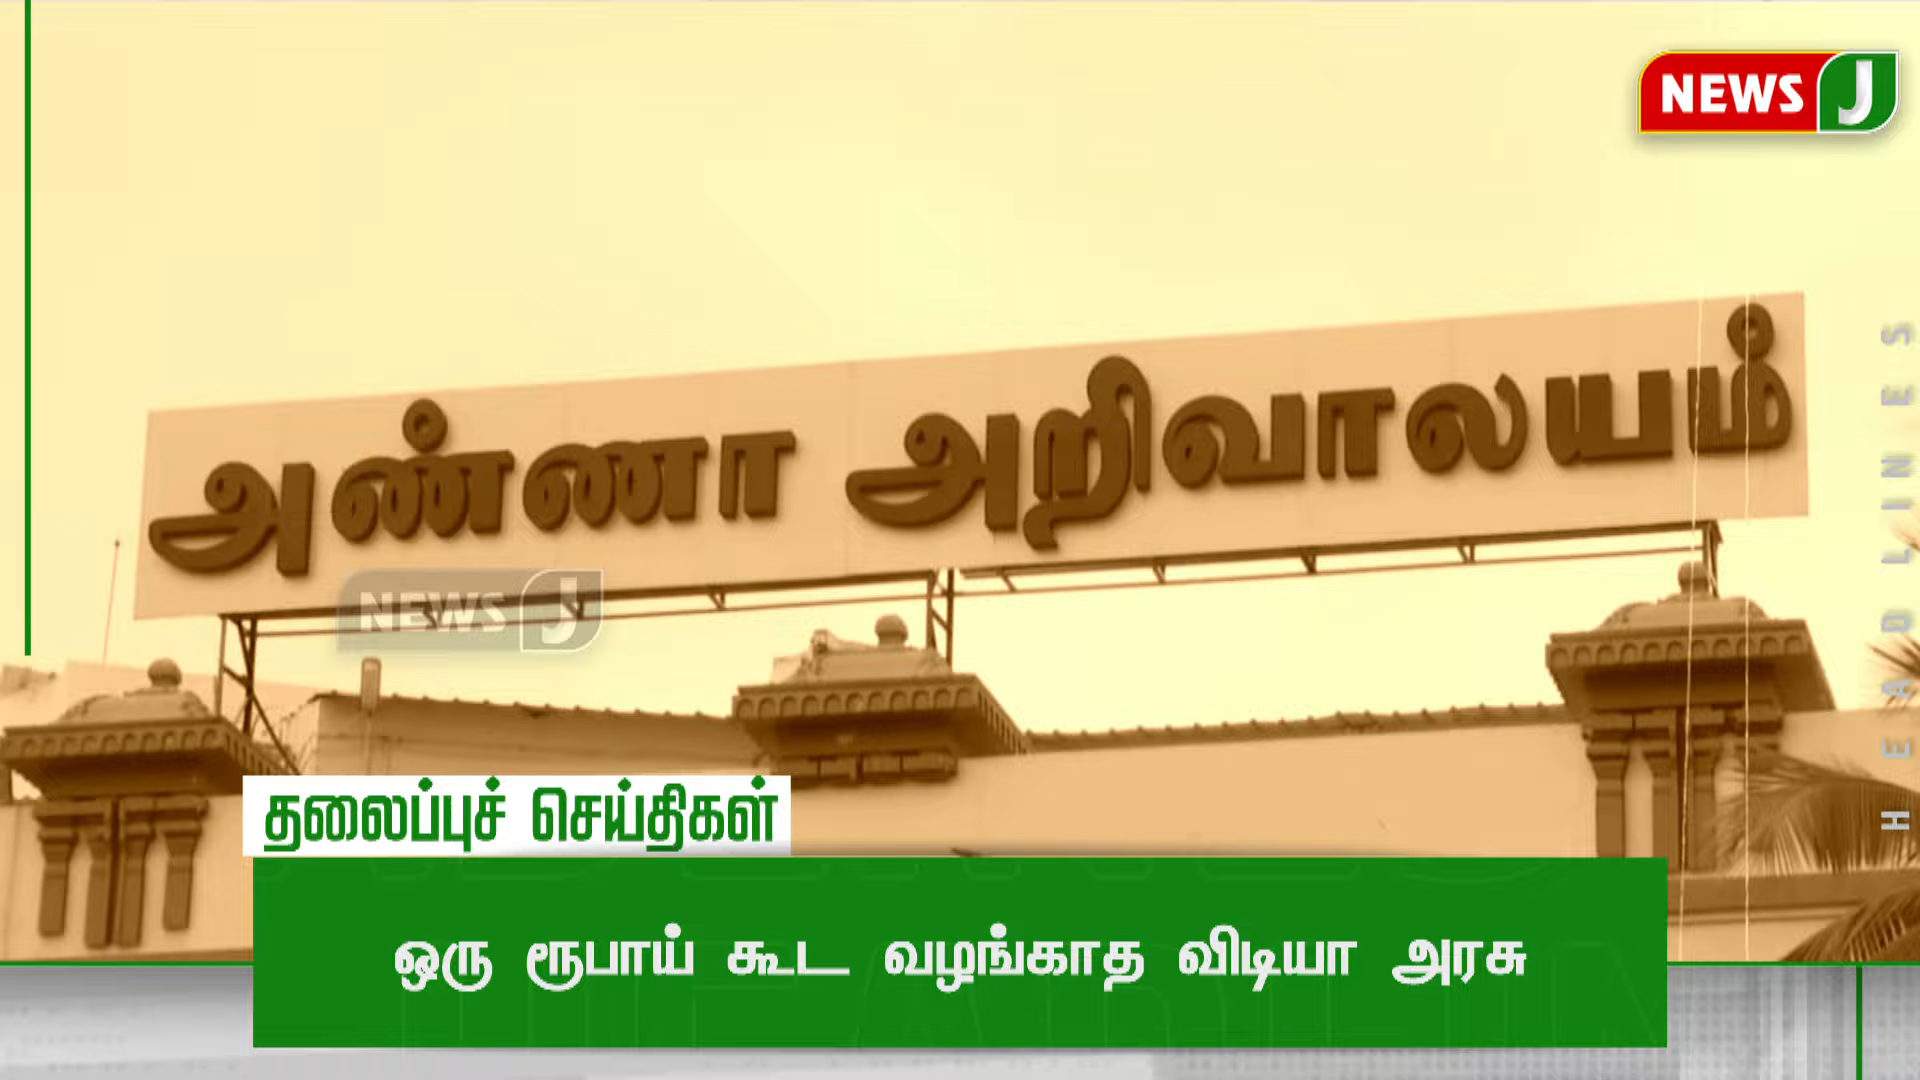 NEWS J
அண்ணா அறிவாலயம்
NEWS J
HEADLINES
தலைப்புச் செய்திகள்
ஒரு ரூபாய் கூட வழங்காத விடியா அரசு